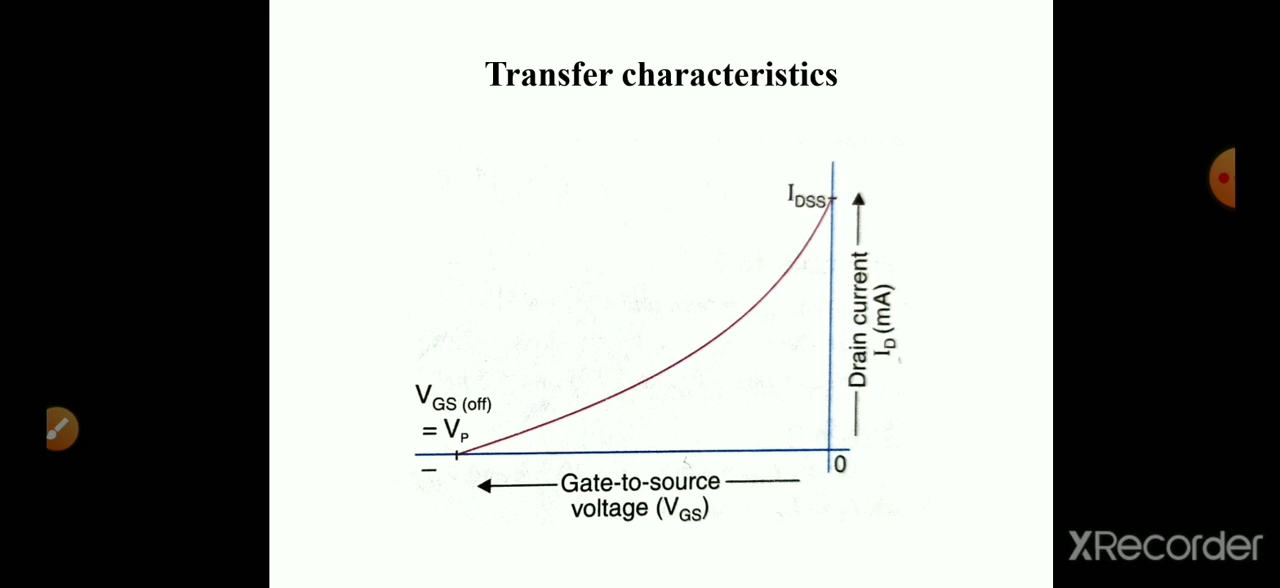 Transfer characteristics
IDSS
Drain current
ID (mA)
VGS (off)
= VP
–
0
Gate-to-source
voltage (VGS)
XRecorder